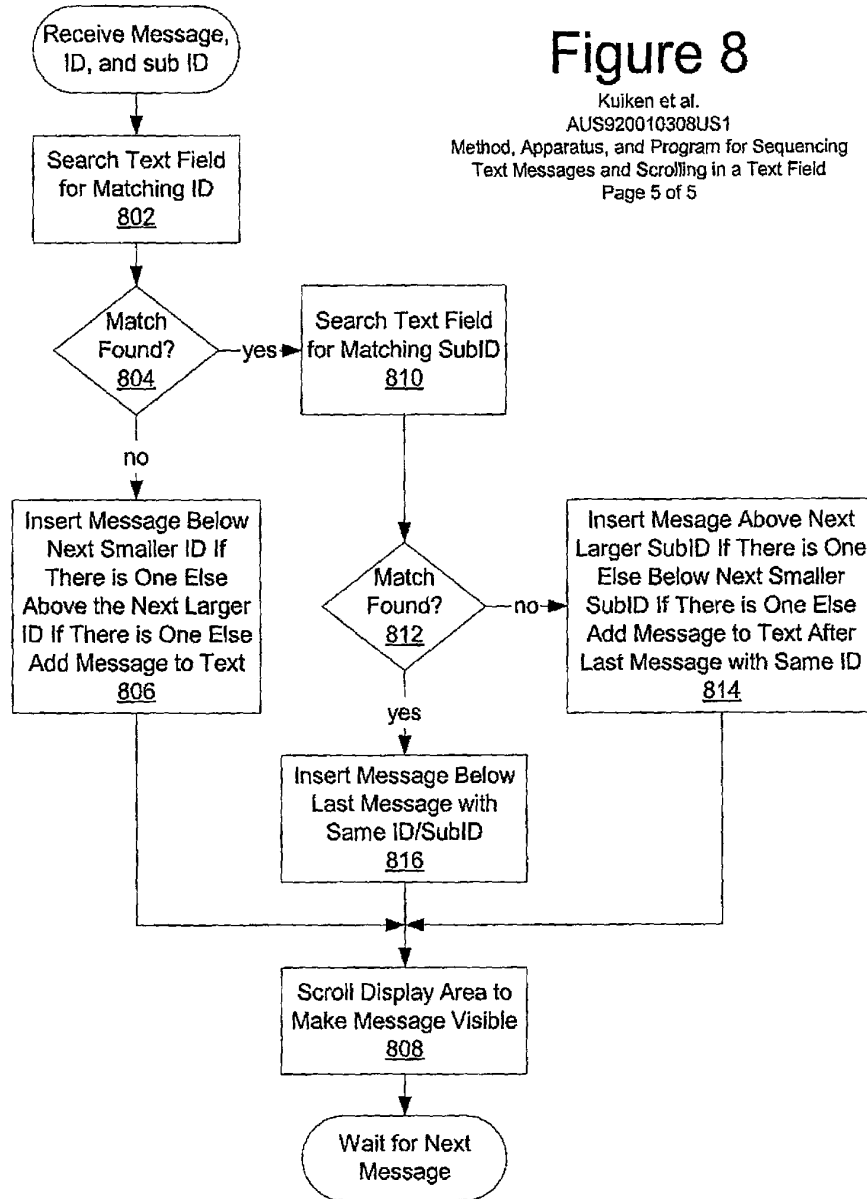 Receive Message,
ID, and sub ID
Figure 8
Kuiken et al.
AUS920010308US1
Method, Apparatus, and Program for Sequencing
Text Messages and Scrolling in a Text Field
Page 5 of 5
Search Text Field
for Matching ID
802
Match
Found?
804
yes
Search Text Field
for Matching SubID
810
no
Insert Message Below
Next Smaller ID If
There is One Else
Above the Next Larger
ID If There is One Else
Add Message to Text
806
Match
Found?
812
no
Insert Mesage Above Next
Larger SubID If There is One
Else Below Next Smaller
SubID If There is One Else
Add Message to Text After
Last Message with Same ID
814
yes
Insert Message Below
Last Message with
Same ID/SubID
816
Scroll Display Area to
Make Message Visible
808
Wait for Next
Message